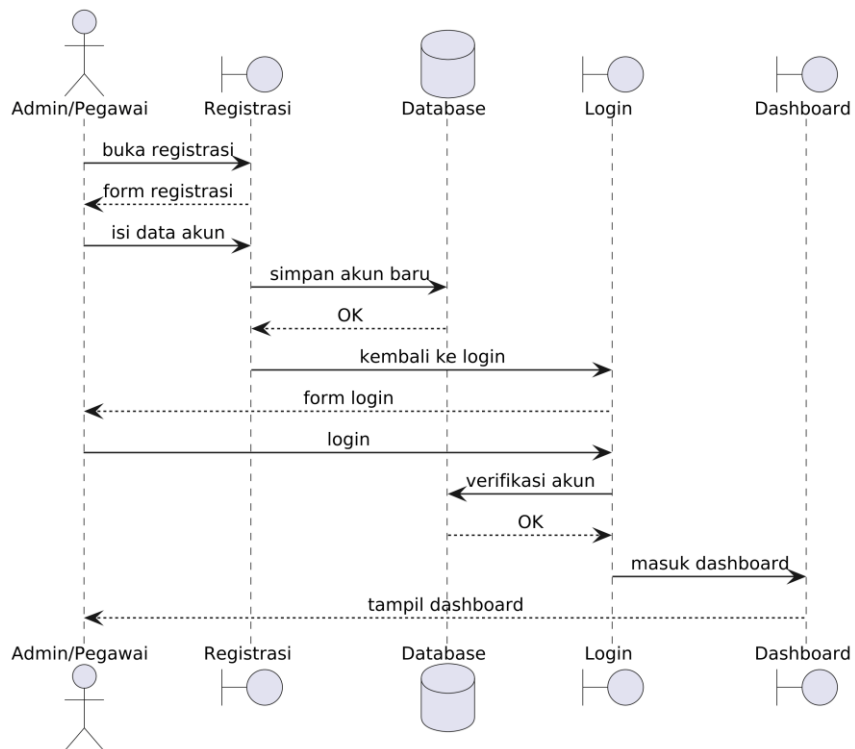 Admin/Pegawai Registrasi Database Login Dashboard
buka registrasi
form registrasi
isi data akun
simpan akun baru
OK
kembali ke login
form login
login
verifikasi akun
OK
masuk dashboard
tampil dashboard
Admin/Pegawai Registrasi Database Login Dashboard